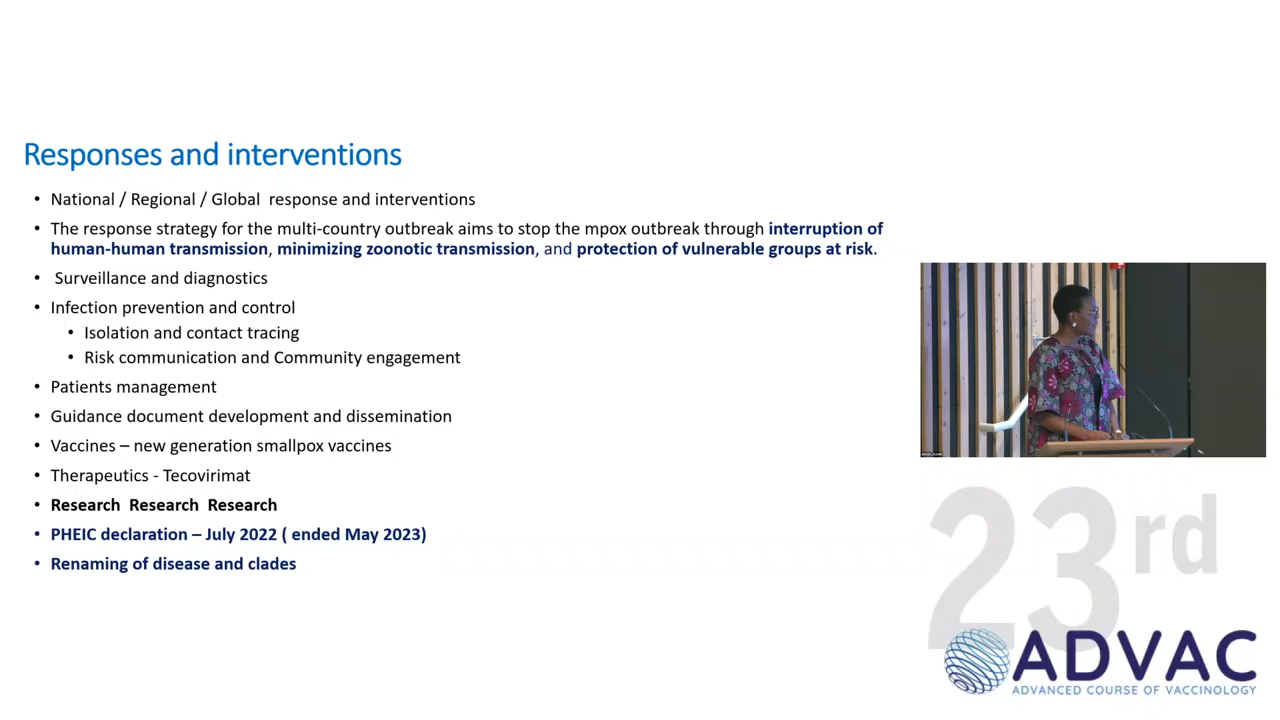 Responses and interventions
• National / Regional / Global  response and interventions
• The response strategy for the multi-country outbreak aims to stop the mpox outbreak through interruption of
human-human transmission, minimizing zoonotic transmission, and protection of vulnerable groups at risk.
• Surveillance and diagnostics
• Infection prevention and control
• Isolation and contact tracing
• Risk communication and Community engagement
• Patients management
• Guidance document development and dissemination
• Vaccines – new generation smallpox vaccines
• Therapeutics - Tecovirimat
• Research  Research  Research
• PHEIC declaration – July 2022 ( ended May 2023)
• Renaming of disease and clades
23rd
ADVAC
ADVANCED COURSE OF VACCINOLOGY